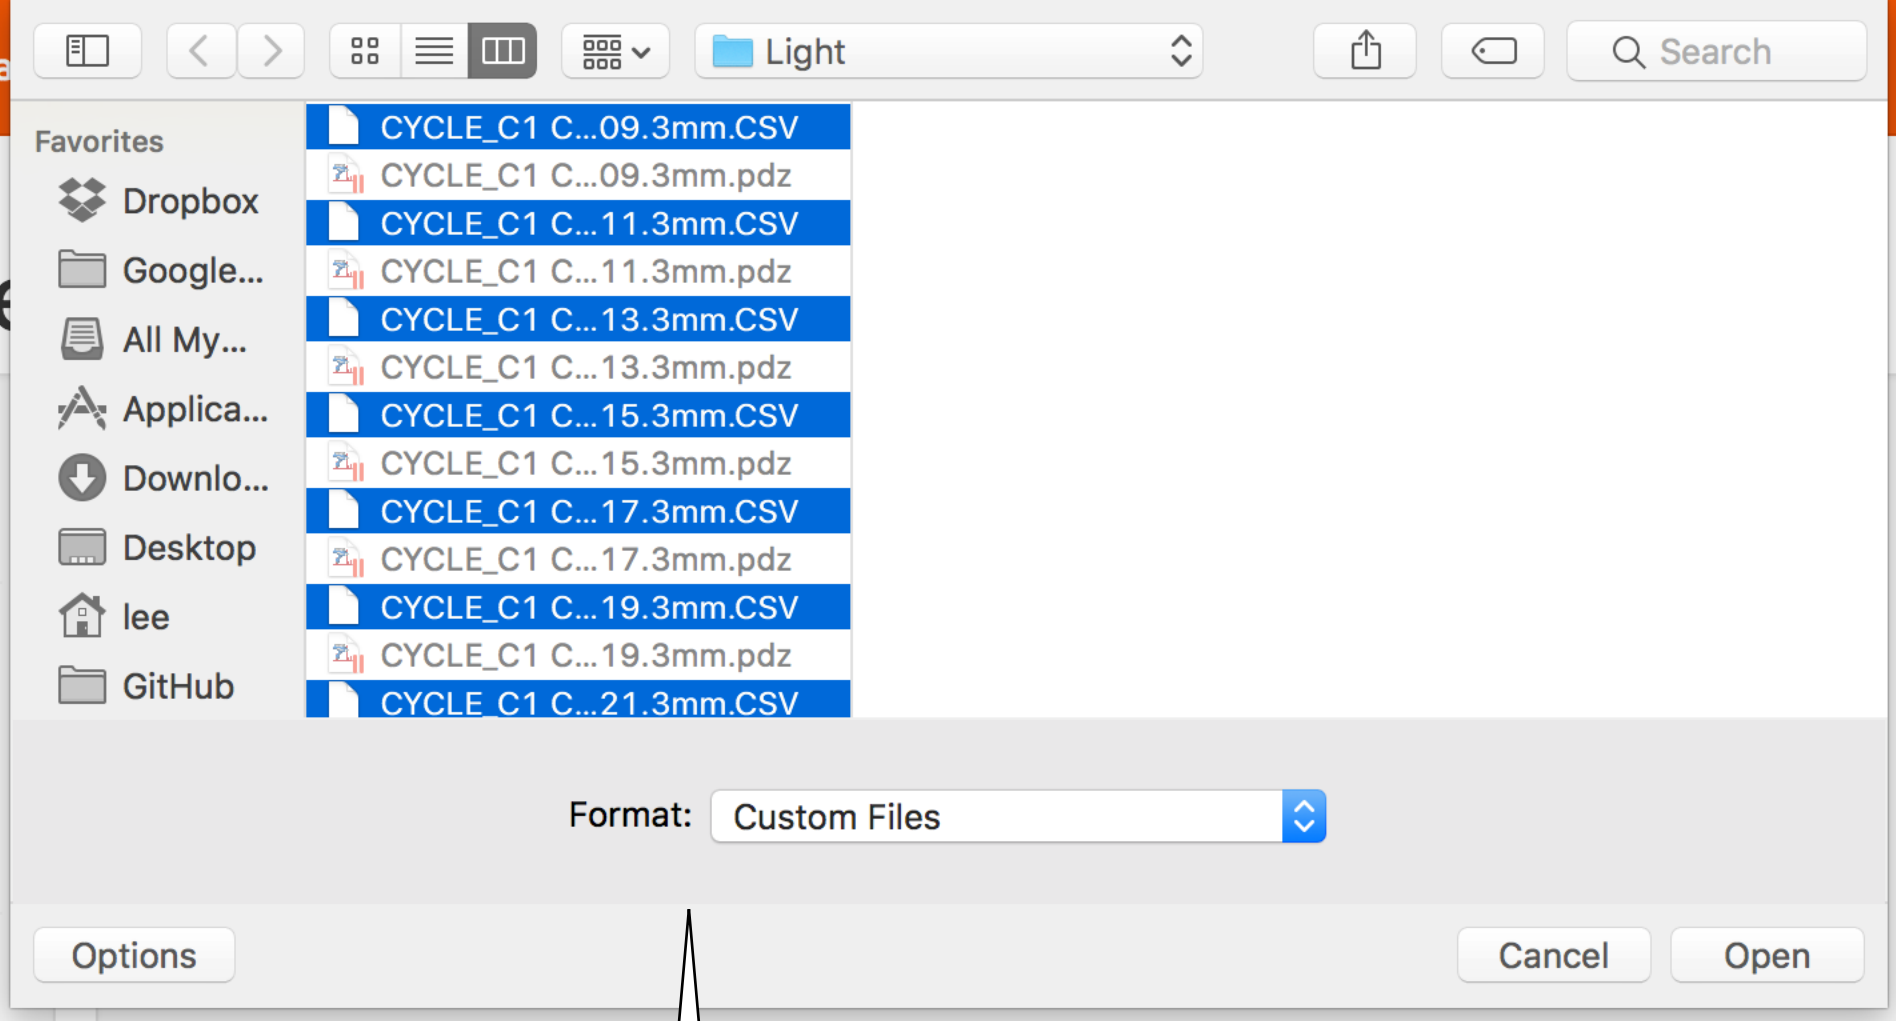 Light
Search
Favorites
Dropbox
Google...
All My...
Applica...
Downlo...
Desktop
lee
GitHub
CYCLE_C1 C...09.3mm.CSV
CYCLE_C1 C...09.3mm.pdz
CYCLE_C1 C...11.3mm.CSV
CYCLE_C1 C...11.3mm.pdz
CYCLE_C1 C...13.3mm.CSV
CYCLE_C1 C...13.3mm.pdz
CYCLE_C1 C...15.3mm.CSV
CYCLE_C1 C...15.3mm.pdz
CYCLE_C1 C...17.3mm.CSV
CYCLE_C1 C...17.3mm.pdz
CYCLE_C1 C...19.3mm.CSV
CYCLE_C1 C...19.3mm.pdz
CYCLE_C1 C...21.3mm.CSV
Format: Custom Files
Options
Cancel
Open